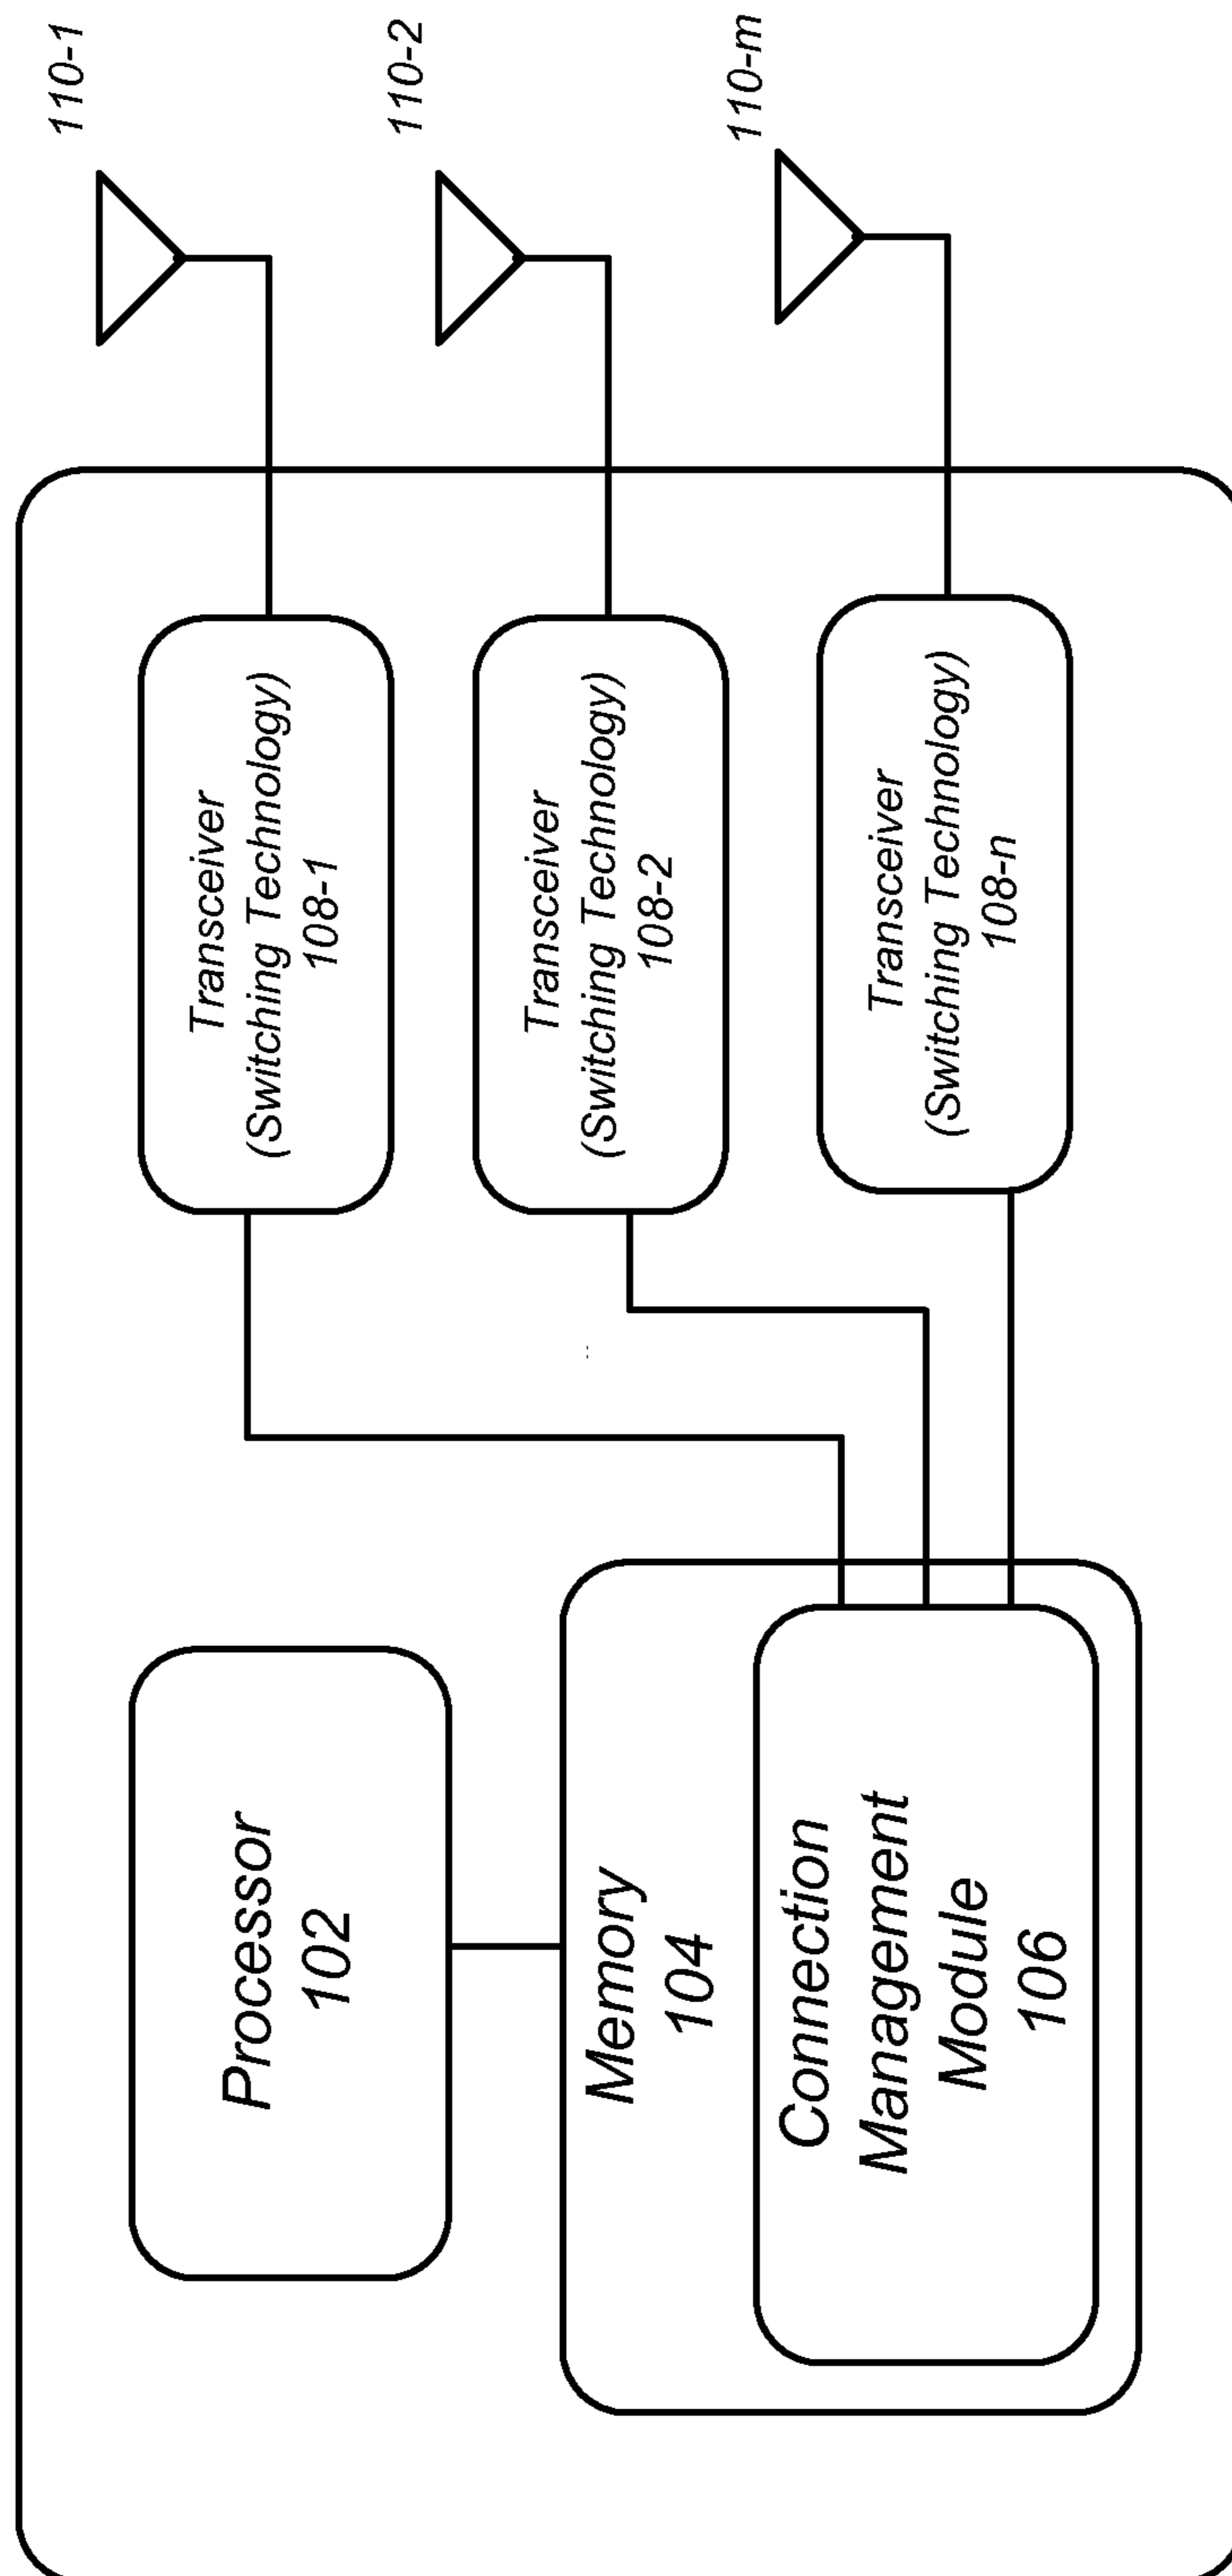 Processor
102
Memory
104
Connection
Management
Module
106
Transceiver
(Switching Technology)
108-1
Transceiver
(Switching Technology)
108-2
Transceiver
(Switching Technology)
108-n
110-1
110-2
110-m